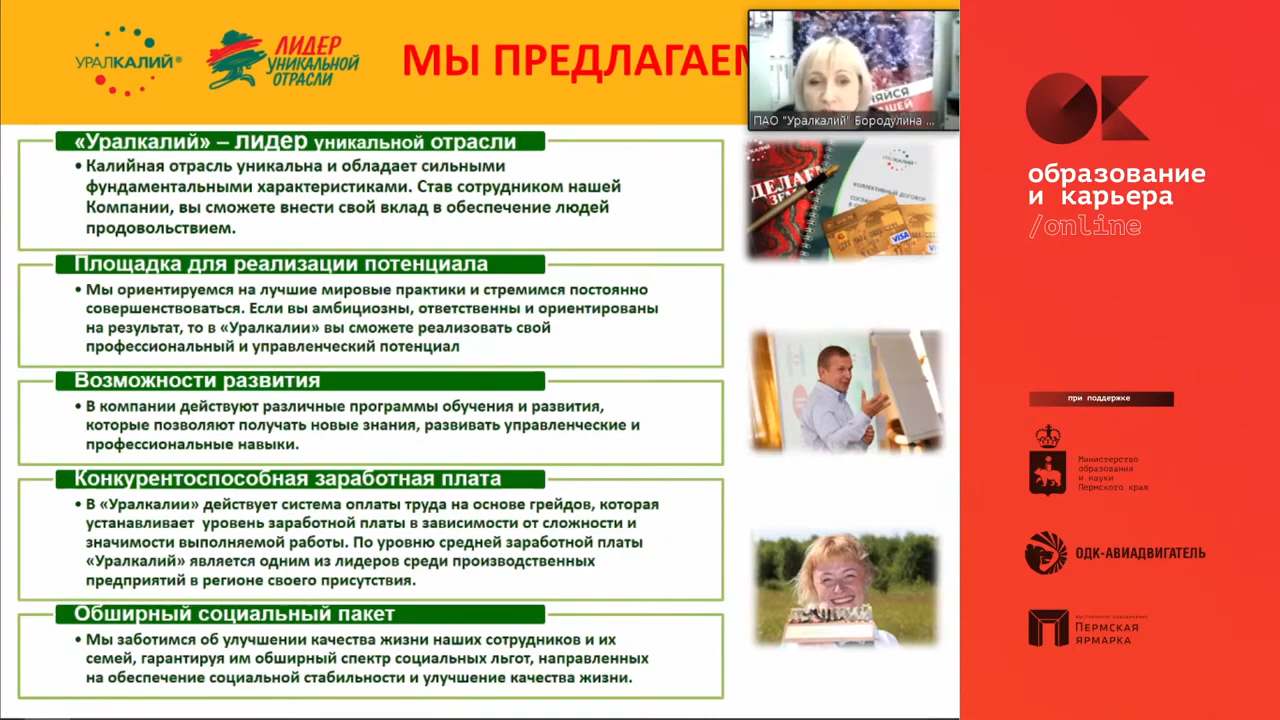 УРАЛКАЛИЙ®
ЛИДЕР
УНИКАЛЬНОЙ
ОТРАСЛИ
МЫ ПРЕДЛАГАЕМ
ПАО "Уралкалий" Бородулина ...
«Уралкалий» – лидер уникальной отрасли
• Калийная отрасль уникальна и обладает сильными
фундаментальными характеристиками. Став сотрудником нашей
Компании, вы сможете внести свой вклад в обеспечение людей
продовольствием.
Площадка для реализации потенциала
• Мы ориентируемся на лучшие мировые практики и стремимся постоянно
совершенствоваться. Если вы амбициозны, ответственны и ориентированы
на результат, то в «Уралкалии» вы сможете реализовать свой
профессиональный и управленческий потенциал
Возможности развития
• В компании действуют различные программы обучения и развития,
которые позволяют получать новые знания, развивать управленческие и
профессиональные навыки.
Конкурентоспособная заработная плата
• В «Уралкалии» действует система оплаты труда на основе грейдов, которая
устанавливает уровень заработной платы в зависимости от сложности и
значимости выполняемой работы. По уровню средней заработной платы
«Уралкалий» является одним из лидеров среди производственных
предприятий в регионе своего присутствия.
Обширный социальный пакет
• Мы заботимся об улучшении качества жизни наших сотрудников и их
семей, гарантируя им обширный спектр социальных льгот, направленных
на обеспечение социальной стабильности и улучшение качества жизни.
КОЛЛЕКТИВНЫЙ ДОГОВОР
VISA
ОК
образование
и карьера
/online
при поддержке
Министерство
образования
и науки
Пермского края
ОДК-АВИАДВИГАТЕЛЬ
ПЕРМСКАЯ
ЯРМАРКА